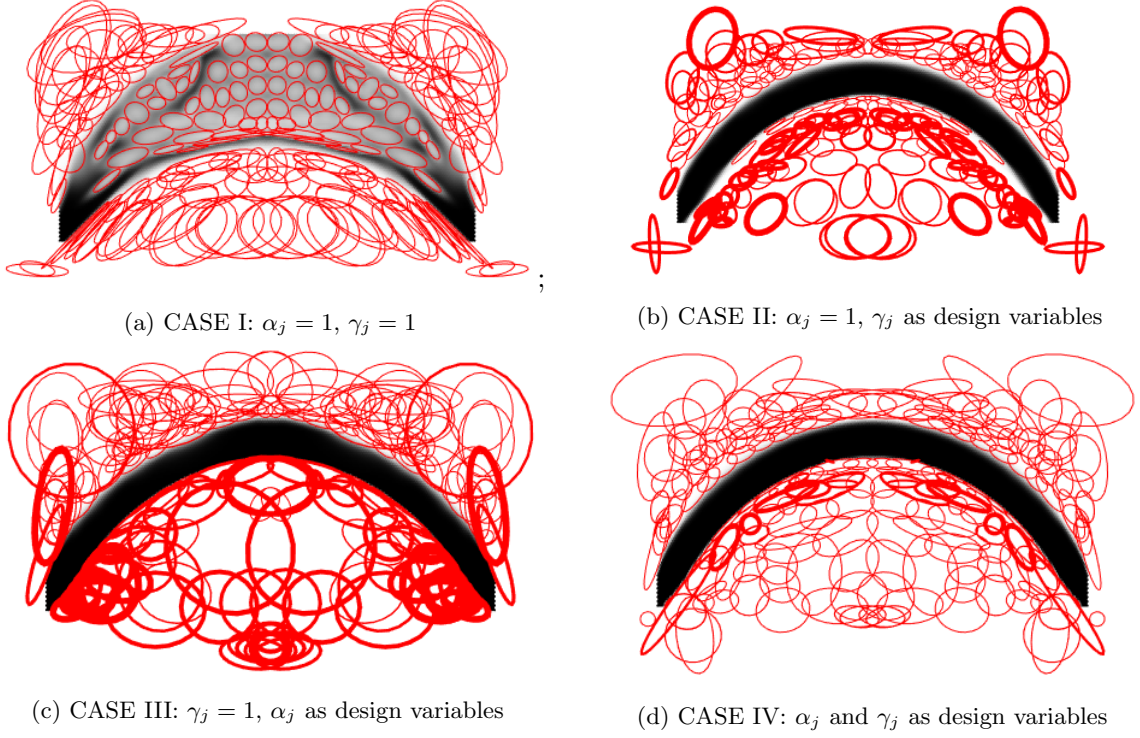 ;
(a) CASE I: αⱼ = 1, γⱼ = 1
(b) CASE II: αⱼ = 1, γⱼ as design variables
(c) CASE III: γⱼ = 1, αⱼ as design variables
(d) CASE IV: αⱼ and γⱼ as design variables